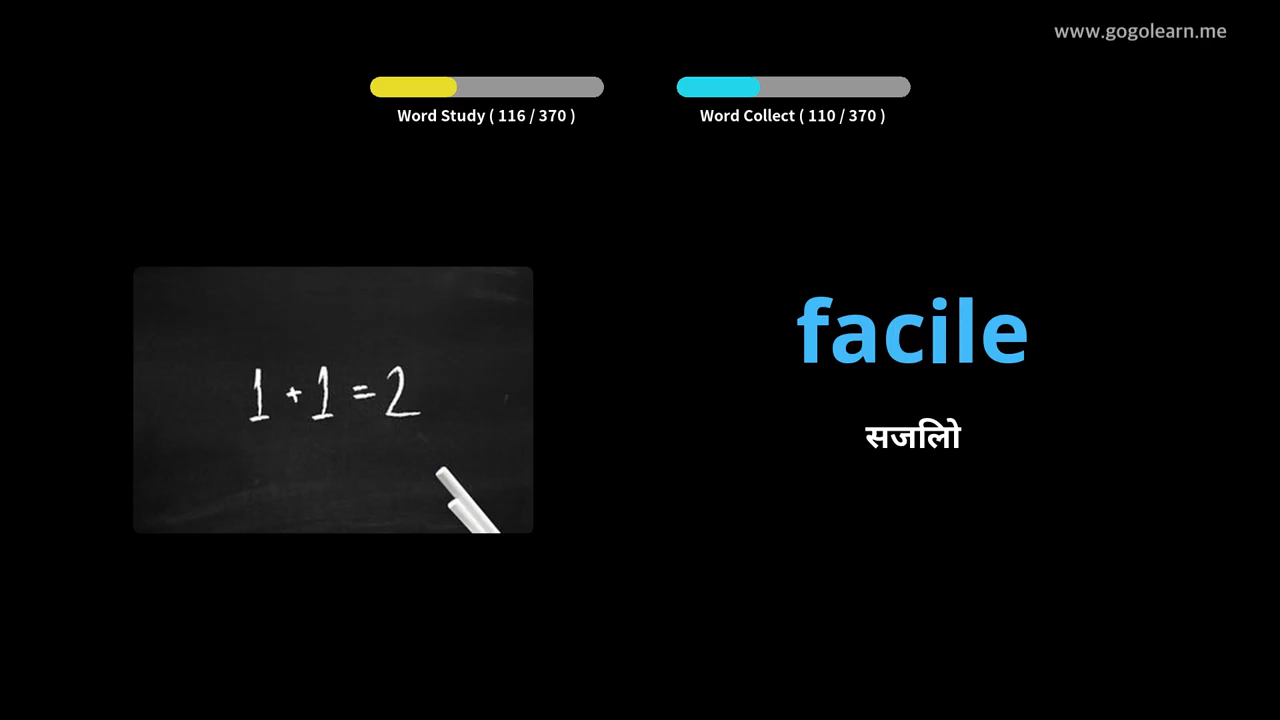 www.gogolearn.me
Word Study ( 116 / 370 )
Word Collect ( 110 / 370 )
1 + 1 = 2
facile
सजिलो